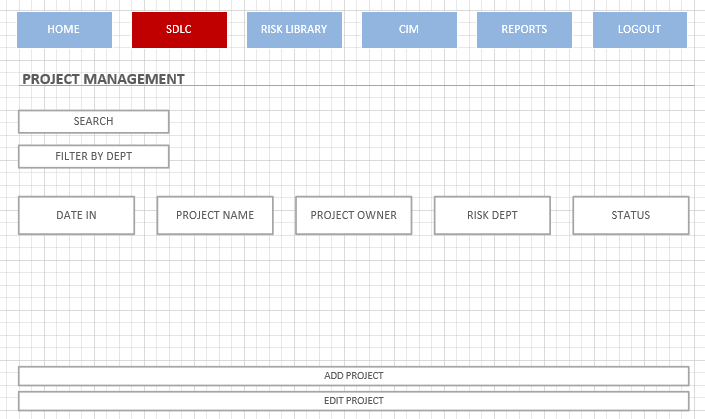 HOME SDLC RISK LIBRARY CIM REPORTS LOGOUT
PROJECT MANAGEMENT
SEARCH
FILTER BY DEPT
DATE IN PROJECT NAME PROJECT OWNER RISK DEPT STATUS
ADD PROJECT
EDIT PROJECT